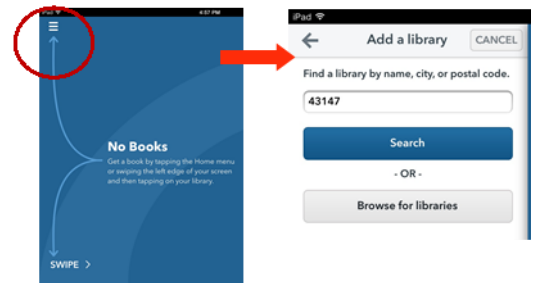 iPad
4:57 PM
No Books
Get a book by tapping the Home menu
or swiping the left edge of your screen
and then tapping on your library.
SWIPE >
iPad
Add a library
CANCEL
Find a library by name, city, or postal code.
43147
Search
- OR -
Browse for libraries